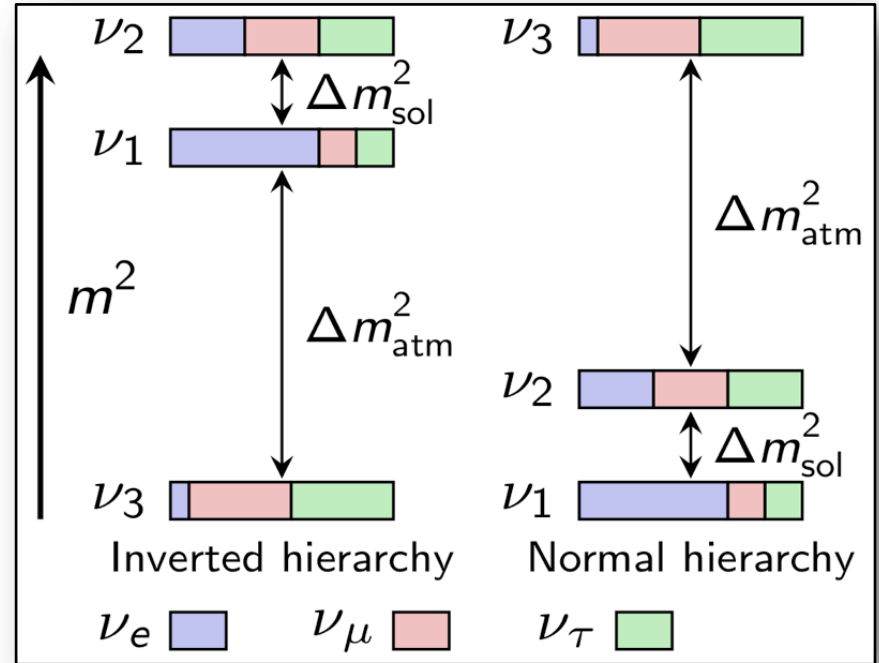 ν2
Δm²sol
ν1
m²
Δm²atm
ν3
Inverted hierarchy
ν3
Δm²atm
ν2
Δm²sol
ν1
Normal hierarchy
νe νμ ντ